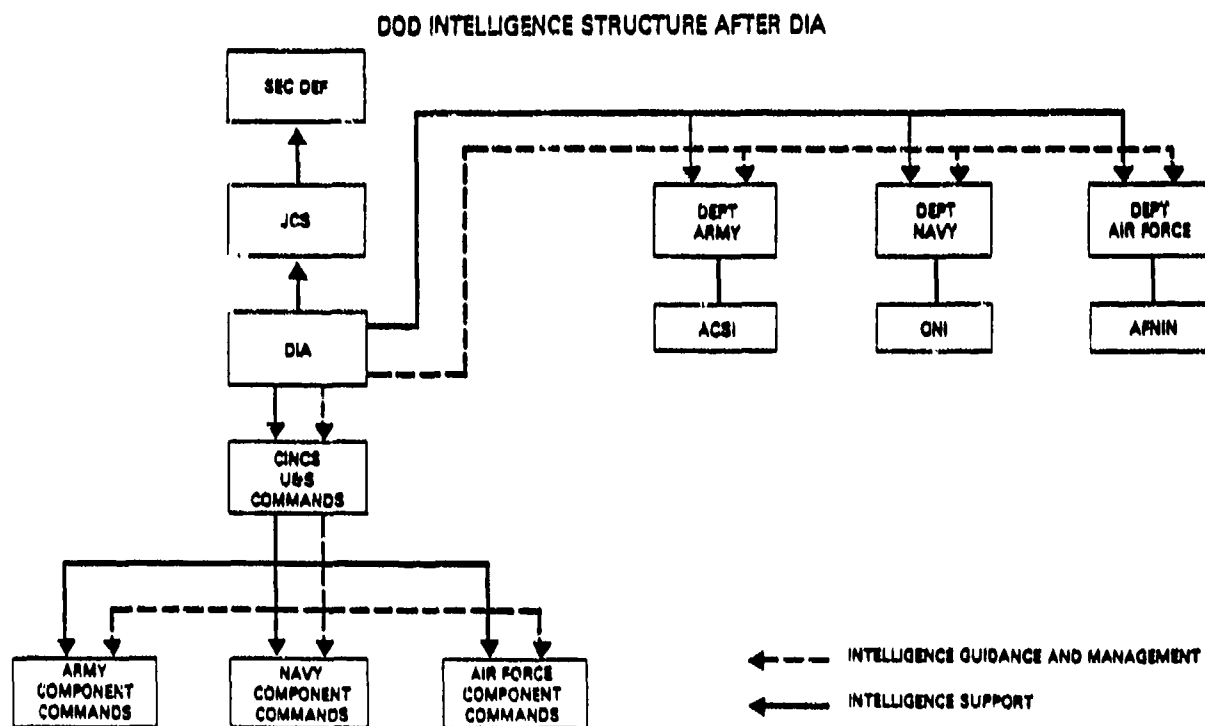 DOD INTELLIGENCE STRUCTURE AFTER DIA
SEC DEF
JCS
DEPT
ARMY
DEPT
NAVY
DEPT
AIR FORCE
DIA
ACSI
ONI
AFNIN
CINCS
U&S
COMMANDS
ARMY
COMPONENT
COMMANDS
NAVY
COMPONENT
COMMANDS
AIR FORCE
COMPONENT
COMMANDS
INTELLIGENCE GUIDANCE AND MANAGEMENT
INTELLIGENCE SUPPORT